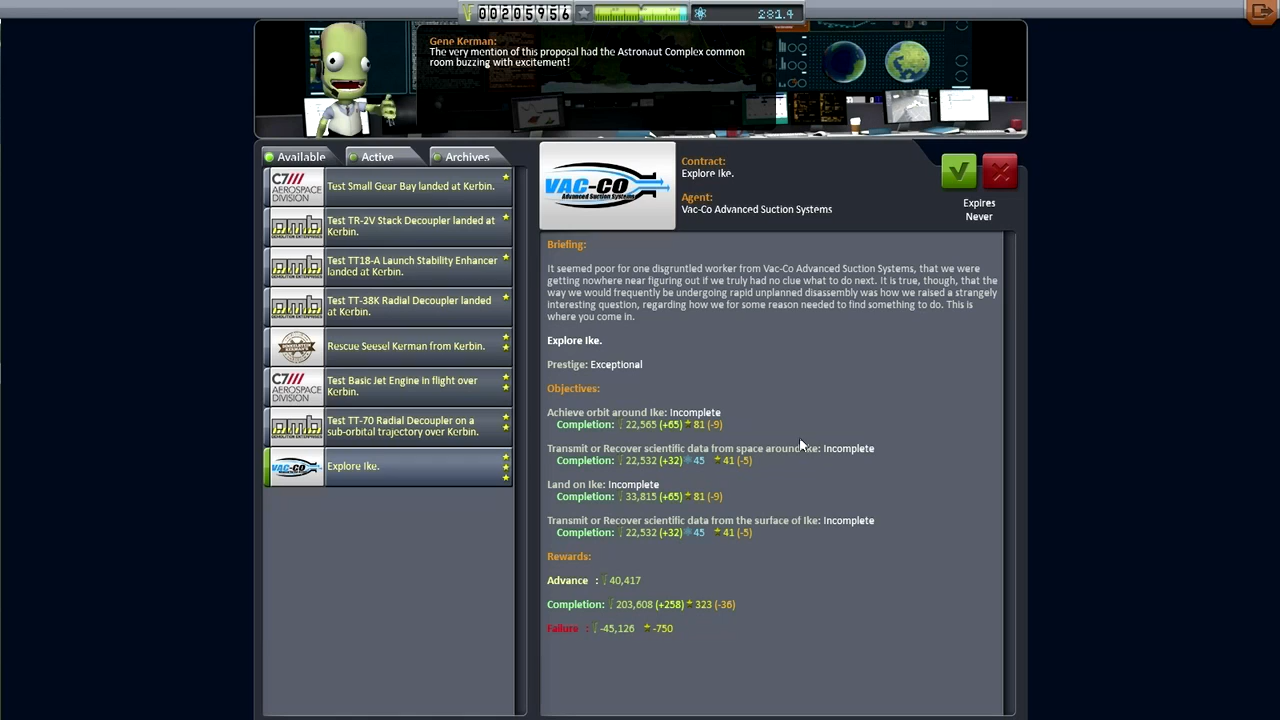 00205956
281.4
Gene Kerman:
The very mention of this proposal had the Astronaut Complex common
room buzzing with excitement!
Available
Active
Archives
C7///
AEROSPACE
DIVISION
Test Small Gear Bay landed at Kerbin.
Test TR-2V Stack Decoupler landed at
Kerbin.
Test TT18-A Launch Stability Enhancer
landed at Kerbin.
Test TT-38K Radial Decoupler landed
at Kerbin.
Rescue Seesel Kerman from Kerbin.
C7///
AEROSPACE
DIVISION
Test Basic Jet Engine in flight over
Kerbin.
Test TT-70 Radial Decoupler on a
sub-orbital trajectory over Kerbin.
VAC-CO
Explore Ike.
VAC-CO
Advanced Suction Systems
Contract:
Explore Ike.
Agent:
Vac-Co Advanced Suction Systems
Expires
Never
Briefing:
It seemed poor for one disgruntled worker from Vac-Co Advanced Suction Systems, that we were
getting nowhere near figuring out if we truly had no clue what to do next. It is true, though, that the
way we would frequently be undergoing rapid unplanned disassembly was how we raised a strangely
interesting question, regarding how we for some reason needed to find something to do. This is
where you come in.
Explore Ike.
Prestige: Exceptional
Objectives:
Achieve orbit around Ike: Incomplete
Completion: 22,565 (+65) 81 (-9)
Transmit or Recover scientific data from space around Ike: Incomplete
Completion: 22,532 (+32) 45 41 (-5)
Land on Ike: Incomplete
Completion: 33,815 (+65) 81 (-9)
Transmit or Recover scientific data from the surface of Ike: Incomplete
Completion: 22,532 (+32) 45 41 (-5)
Rewards:
Advance : 40,417
Completion: 203,608 (+258) 323 (-36)
Failure : -45,126 -750